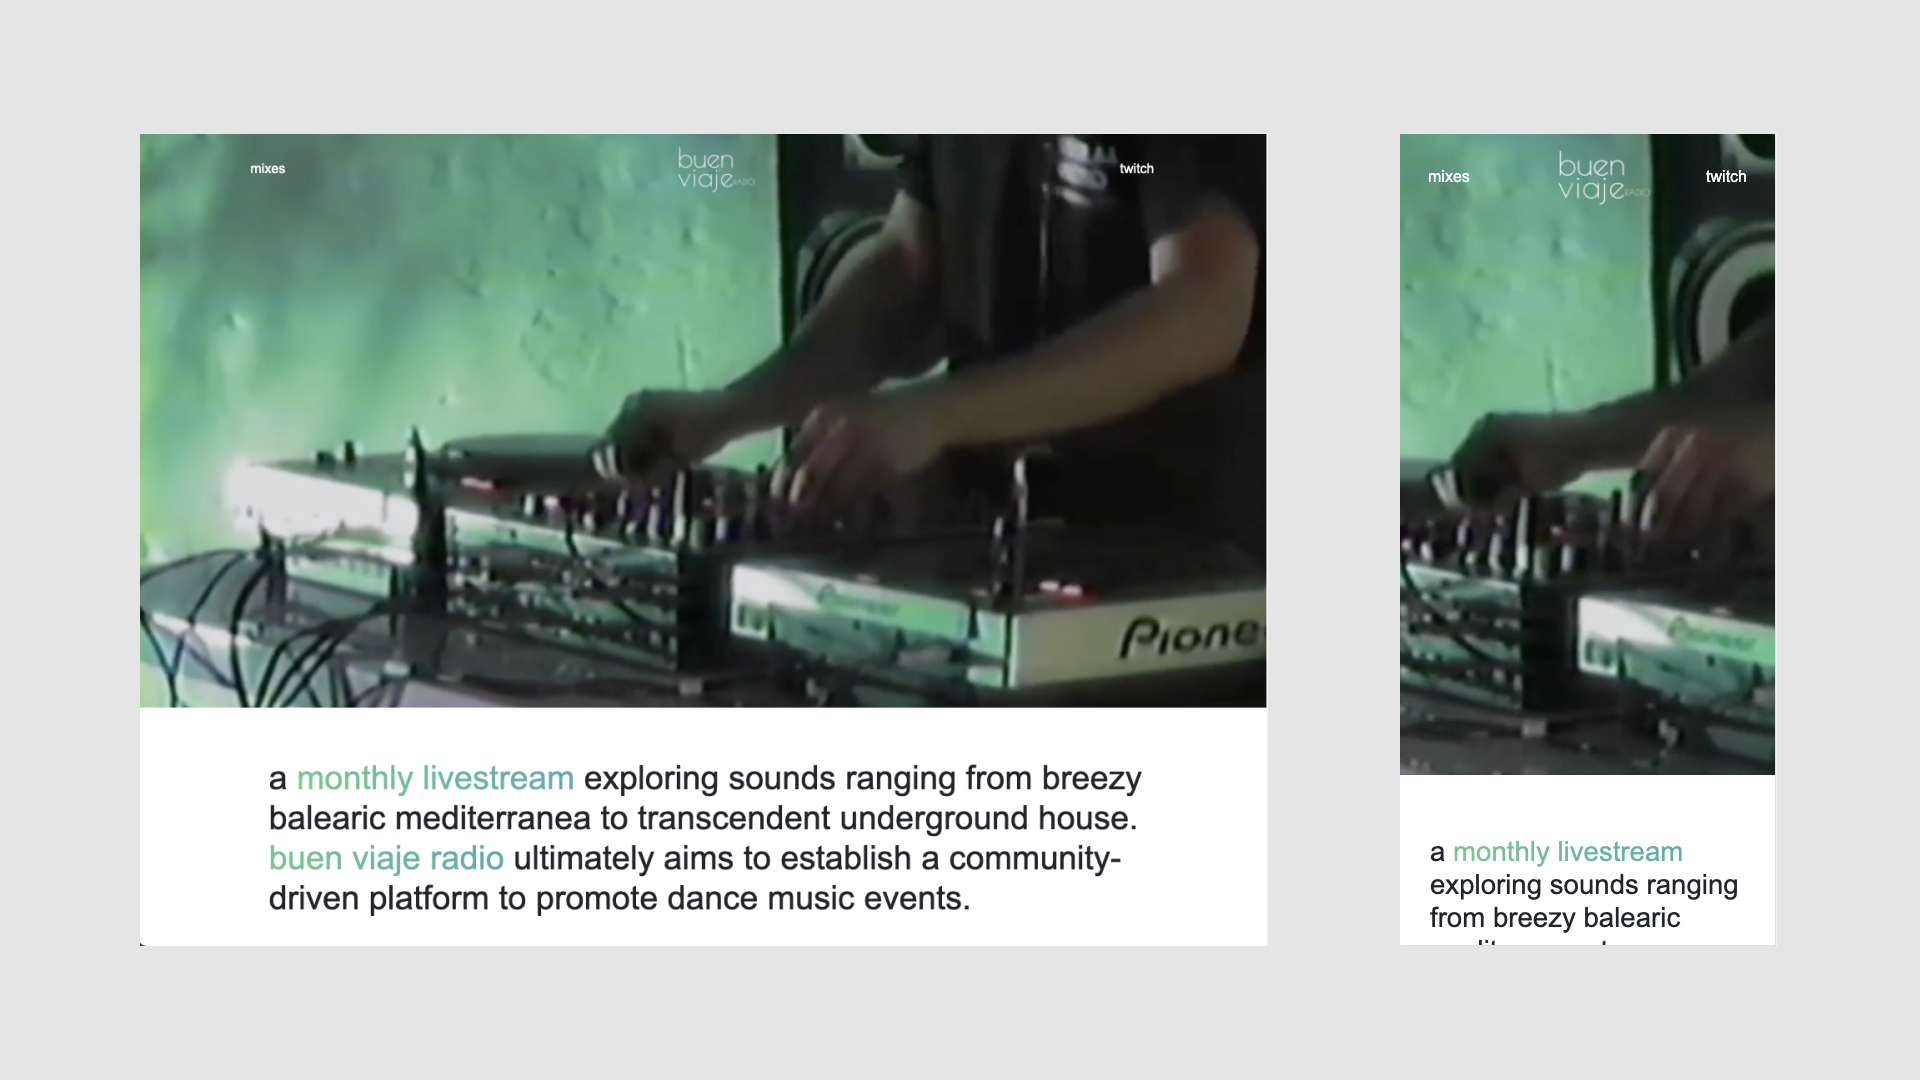 mixes
buen
viaje RADIO
twitch
Pioneer
Pione
a monthly livestream exploring sounds ranging from breezy
balearic mediterranea to transcendent underground house.
buen viaje radio ultimately aims to establish a community-
driven platform to promote dance music events.
mixes
buen
viaje RADIO
twitch
Pioneer
a monthly livestream
exploring sounds ranging
from breezy balearic